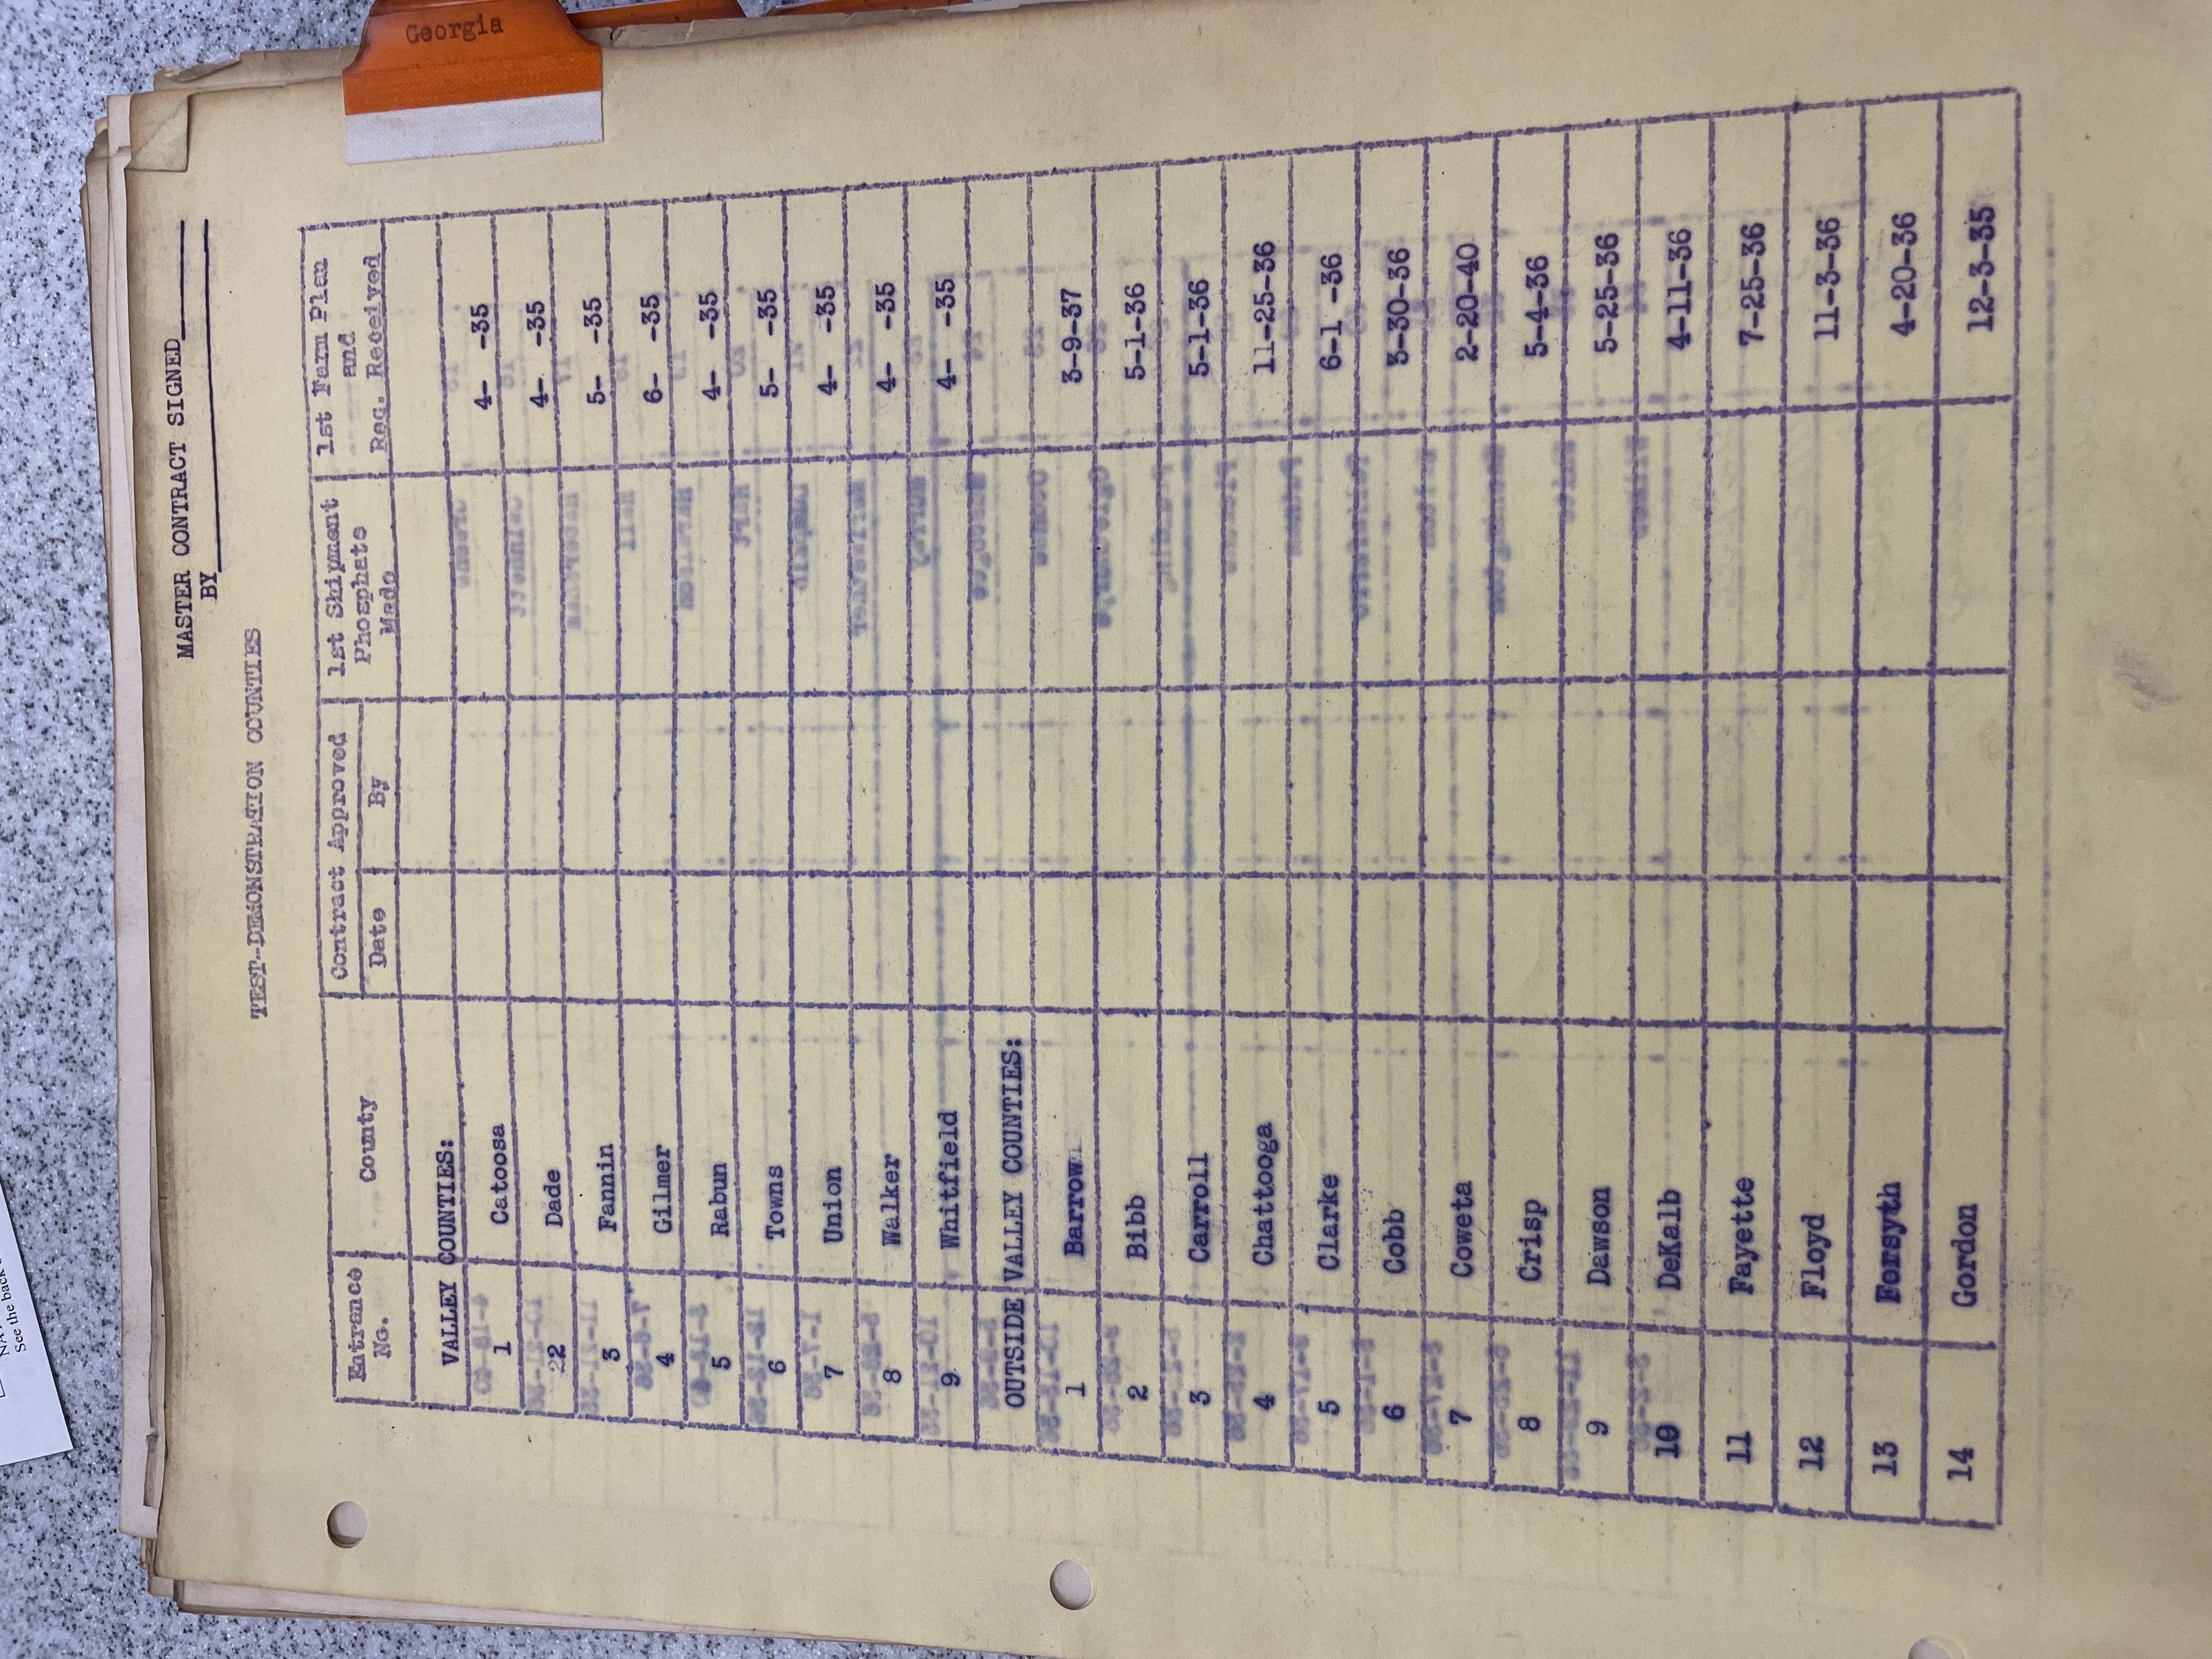 See the back
MASTER CONTRACT SIGNED
BY
TEST-DEMONSTRATION COUNTIES
Entrance No. County Contract Approved Date By 1st Shipment Phosphate Made 1st Farm Plan and Req. Received
VALLEY COUNTIES:
1 Catoosa 4- -35
22 Dade 4- -35
3 Fannin 5- -35
4 Gilmer 6- -35
5 Rabun 4- -35
6 Towns 5- -35
7 Union 4- -35
8 Walker 4- -35
9 Whitfield 4- -35
OUTSIDE VALLEY COUNTIES:
1 Barrow 3-9-37
2 Bibb 5-1-36
3 Carroll 5-1-36
4 Chattooga 11-25-36
5 Clarke 6-1 -36
6 Cobb 3-30-36
7 Coweta 2-20-40
8 Crisp 5-4-36
9 Dawson 5-25-36
10 DeKalb 4-11-36
11 Fayette 7-25-36
12 Floyd 11-3-36
13 Forsyth 4-20-36
14 Gordon 12-3-35
Georgia